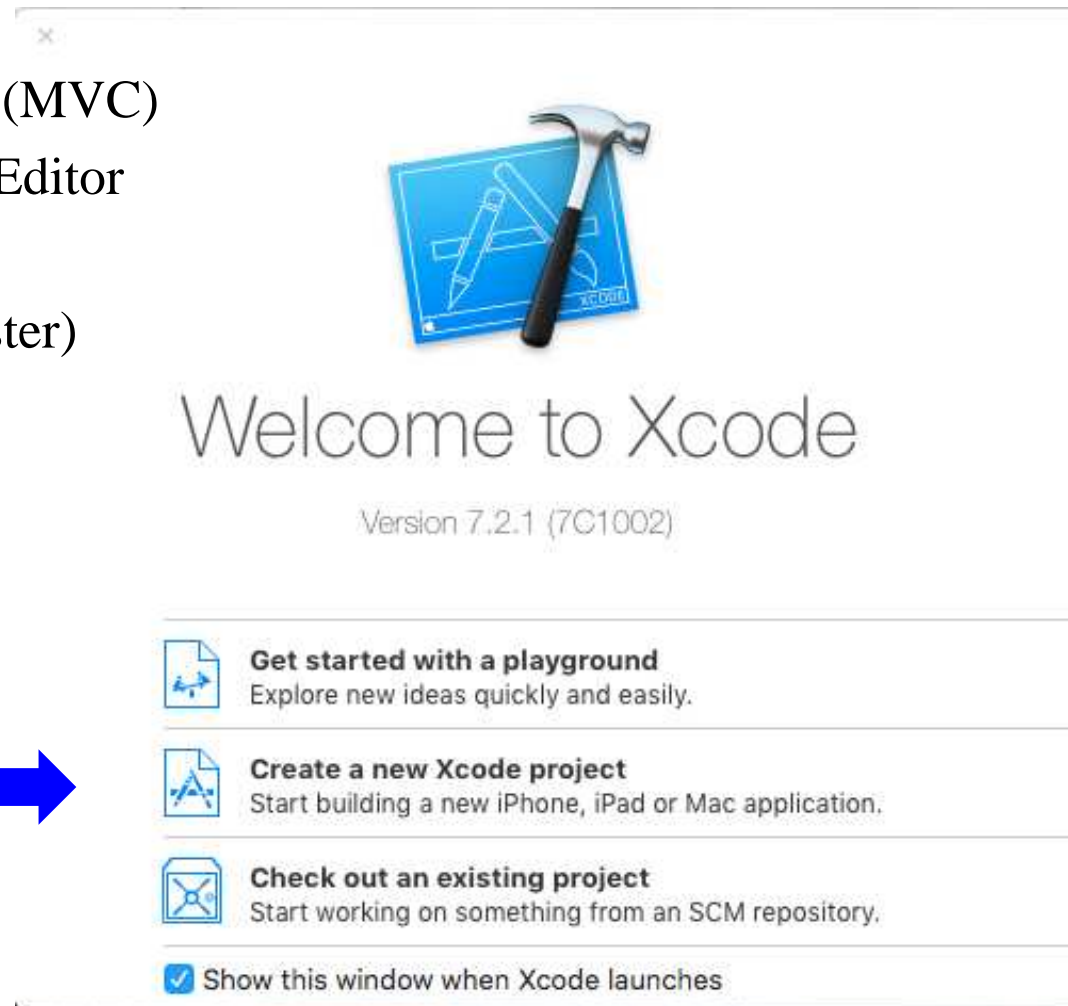 (MVC)
Editor
ter)
XCODE
Welcome to Xcode
Version 7.2.1 (7C1002)
Get started with a playground
Explore new ideas quickly and easily.
Create a new Xcode project
Start building a new iPhone, iPad or Mac application.
Check out an existing project
Start working on something from an SCM repository.
Show this window when Xcode launches